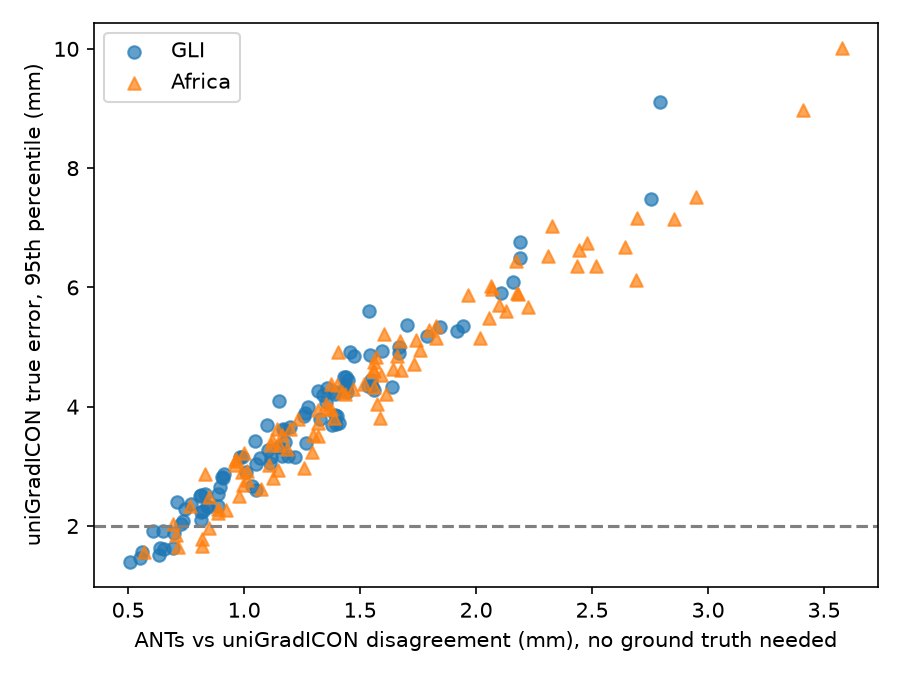 GLI
Africa
uniGradICON true error, 95th percentile (mm)
10
8
6
4
2
0.5 1.0 1.5 2.0 2.5 3.0 3.5
ANTs vs uniGradICON disagreement (mm), no ground truth needed